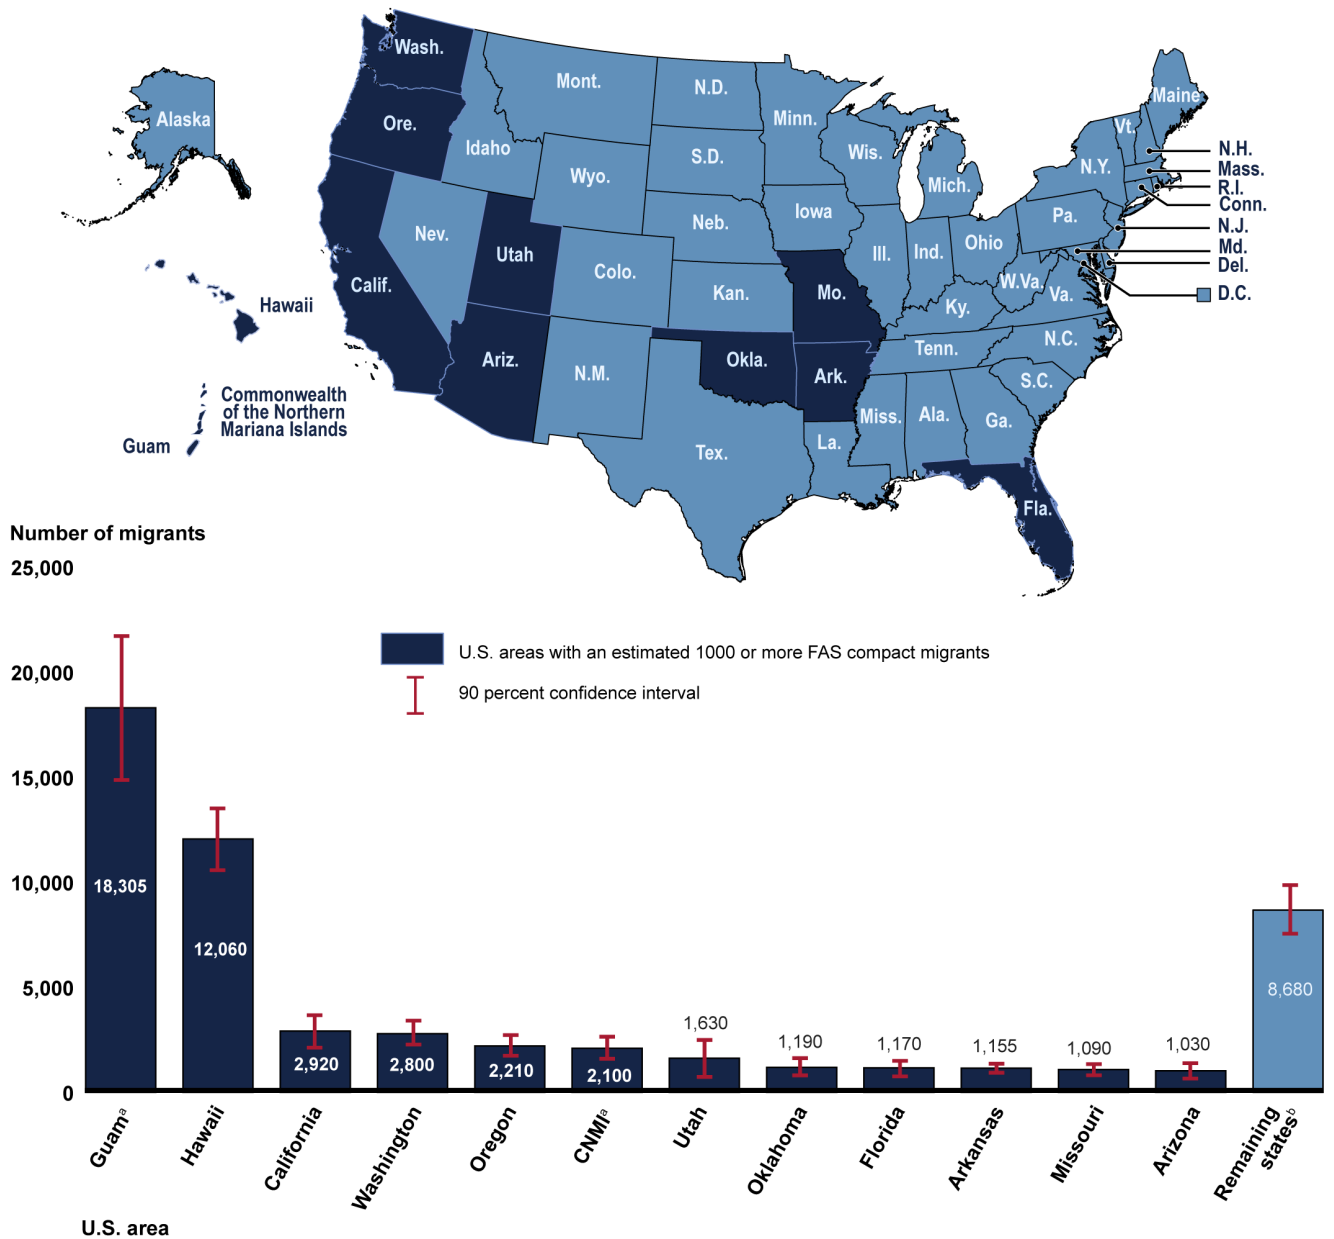 Wash.
Mont.
N.D.
Minn.
Maine
Alaska
Ore.
Idaho
S.D.
Wis.
Mich.
Vt.
N.Y.
N.H.
Mass.
R.I.
Conn.
Wyo.
Iowa
Pa.
N.J.
Neb.
Nev.
Utah
Colo.
Ill.
Ind.
Ohio
Md.
Del.
W.Va.
Va.
D.C.
Calif.
Kan.
Mo.
Ky.
Hawaii
Ariz.
N.M.
Okla.
Ark.
Tenn.
N.C.
S.C.
Commonwealth
of the Northern
Mariana Islands
Guam
Tex.
La.
Miss.
Ala.
Ga.
Fla.
Number of migrants
25,000
20,000
15,000
10,000
5,000
0
U.S. areas with an estimated 1000 or more FAS compact migrants
90 percent confidence interval
18,305
12,060
2,920
2,800
2,210
2,100
1,630
1,190
1,170
1,155
1,090
1,030
8,680
Guamᵃ
Hawaii
California
Washington
Oregon
CNMIᵃ
Utah
Oklahoma
Florida
Arkansas
Missouri
Arizona
Remaining
statesᵇ
U.S. area